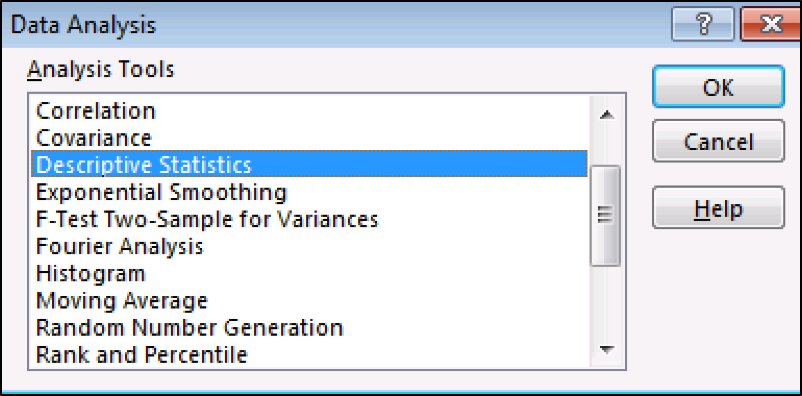 Data Analysis
?
Analysis Tools
Correlation
Covariance
Descriptive Statistics
Exponential Smoothing
F-Test Two-Sample for Variances
Fourier Analysis
Histogram
Moving Average
Random Number Generation
Rank and Percentile
OK
Cancel
Help